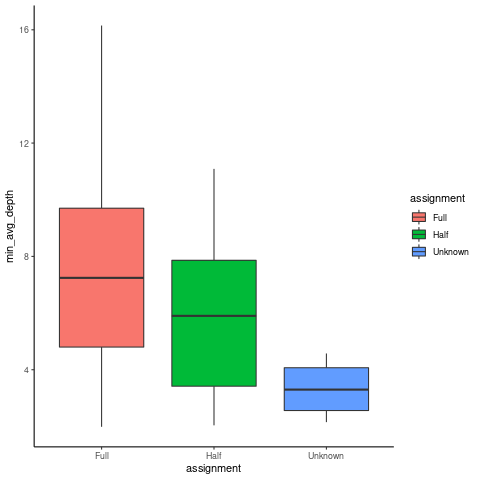 16
12
8
4
min_avg_depth
Full
Half
Unknown
assignment
assignment
Full
Half
Unknown